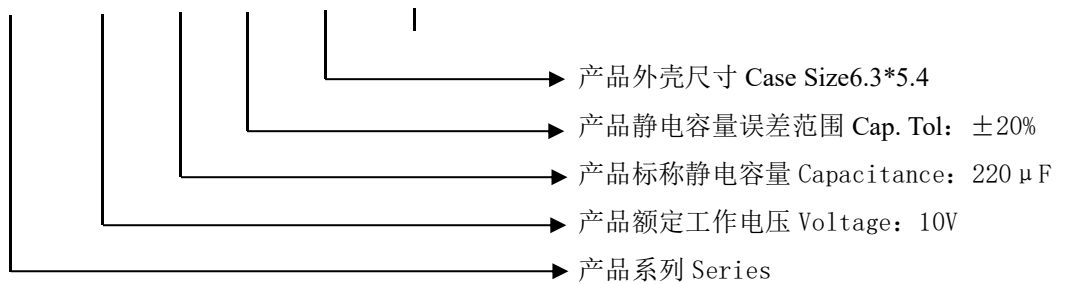 产品外壳尺寸 Case Size6.3*5.4
产品静电容量误差范围 Cap. Tol：±20%
产品标称静电容量 Capacitance：220μF
产品额定工作电压 Voltage：10V
产品系列 Series